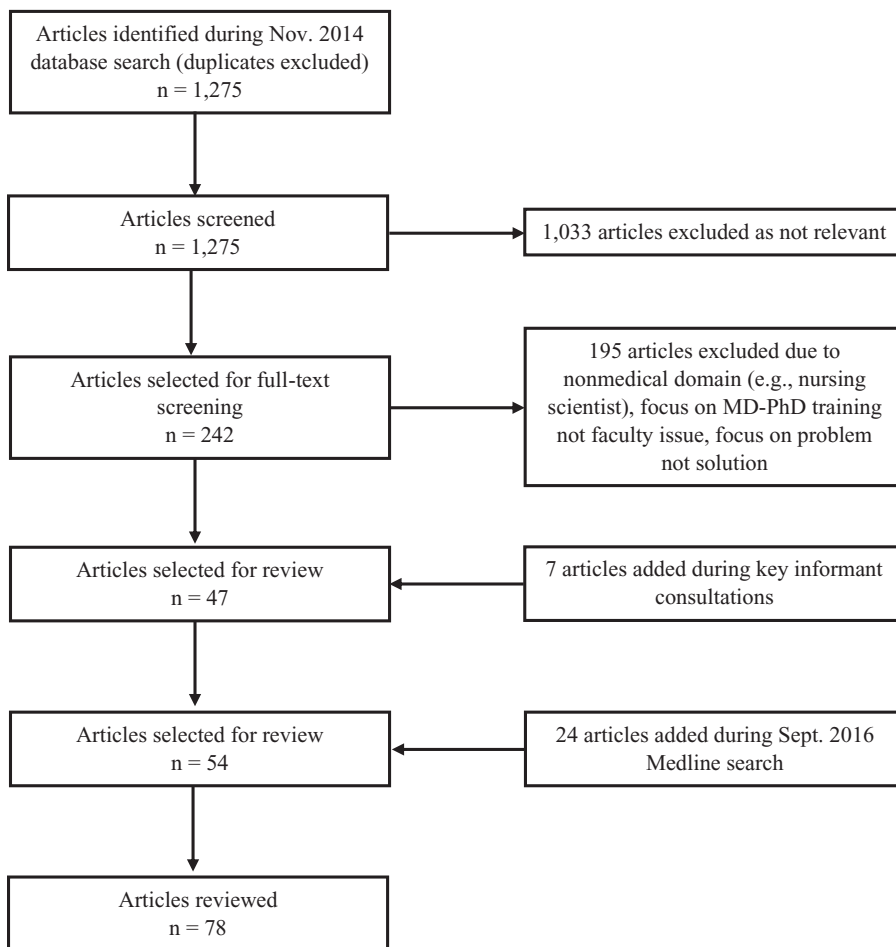 Articles identified during Nov. 2014
database search (duplicates excluded)
n = 1,275
Articles screened
n = 1,275
1,033 articles excluded as not relevant
Articles selected for full-text
screening
n = 242
195 articles excluded due to
nonmedical domain (e.g., nursing
scientist), focus on MD-PhD training
not faculty issue, focus on problem
not solution
Articles selected for review
n = 47
7 articles added during key informant
consultations
Articles selected for review
n = 54
24 articles added during Sept. 2016
Medline search
Articles reviewed
n = 78